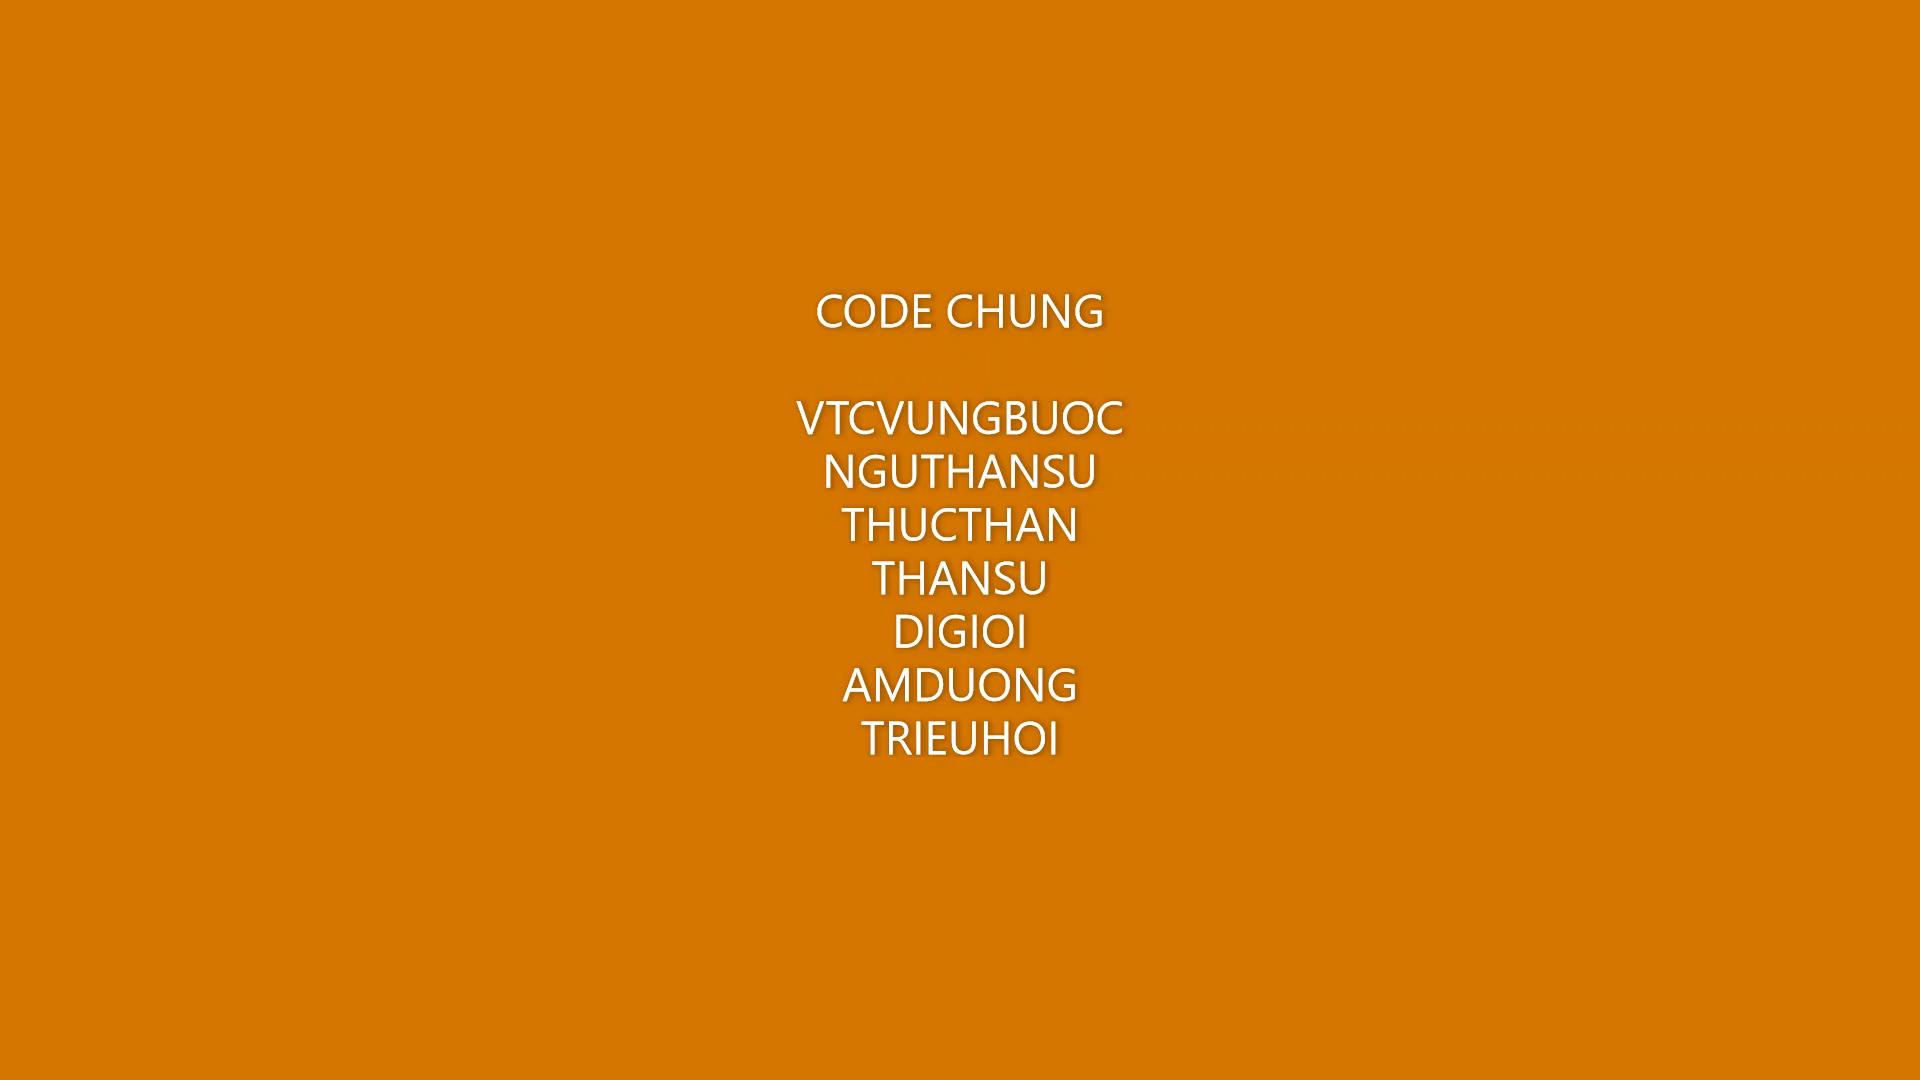 CODE CHUNG
VTCVUNGBUOC
NGUTHANSU
THUCTHAN
THANSU
DIGIOI
AMDUONG
TRIEUHOI